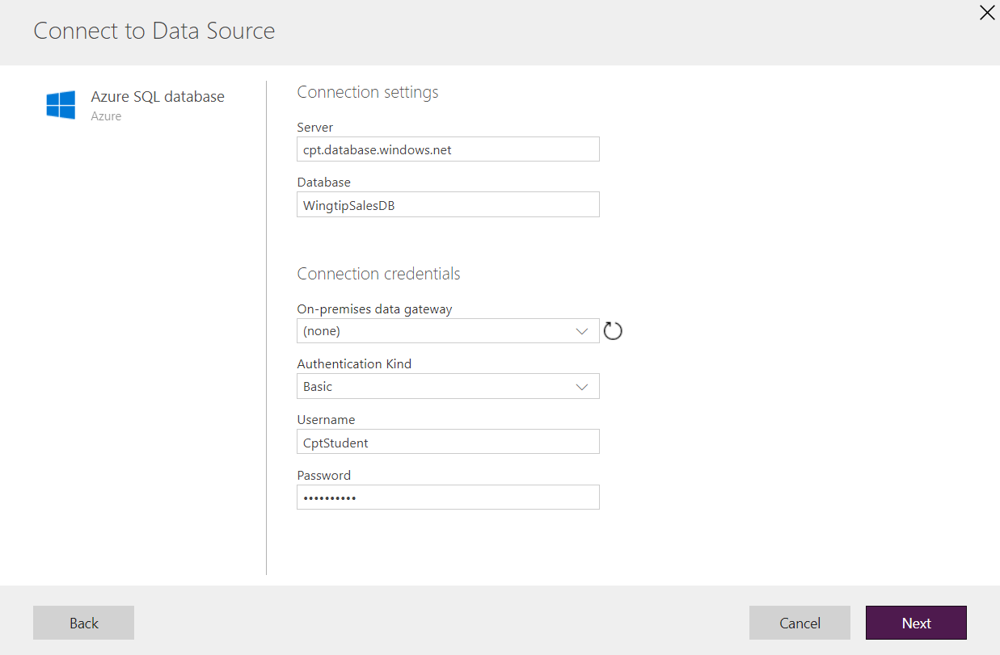 Connect to Data Source
Azure SQL database
Azure
Connection settings
Server
cpt.database.windows.net
Database
WingtipSalesDB
Connection credentials
On-premises data gateway
(none)
Authentication Kind
Basic
Username
CptStudent
Password
••••••••••
Back
Cancel
Next